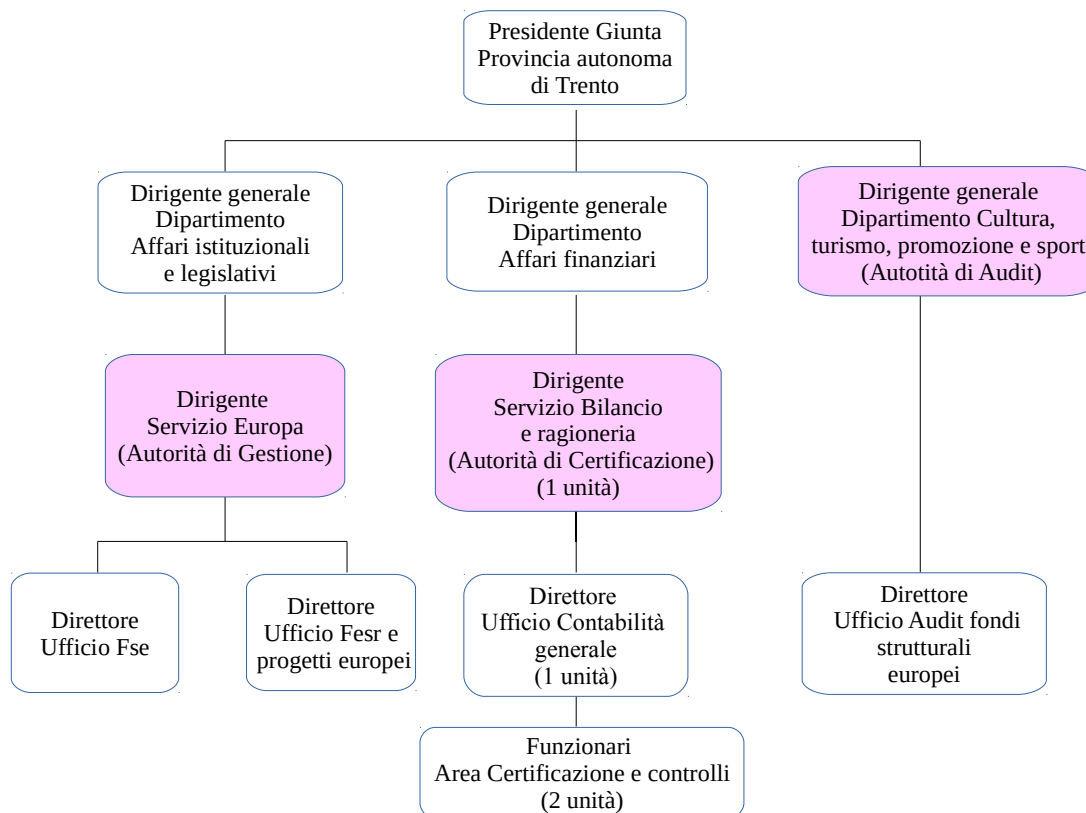 Presidente Giunta
Provincia autonoma
di Trento
Dirigente generale
Dipartimento
Affari istituzionali
e legislativi
Dirigente generale
Dipartimento
Affari finanziari
Dirigente generale
Dipartimento Cultura,
turismo, promozione e sport
(Autotità di Audit)
Dirigente
Servizio Europa
(Autorità di Gestione)
Dirigente
Servizio Bilancio
e ragioneria
(Autorità di Certificazione)
(1 unità)
Direttore
Ufficio Fse
Direttore
Ufficio Fesr e
progetti europei
Direttore
Ufficio Contabilità
generale
(1 unità)
Direttore
Ufficio Audit fondi
strutturali
europei
Funzionari
Area Certificazione e controlli
(2 unità)